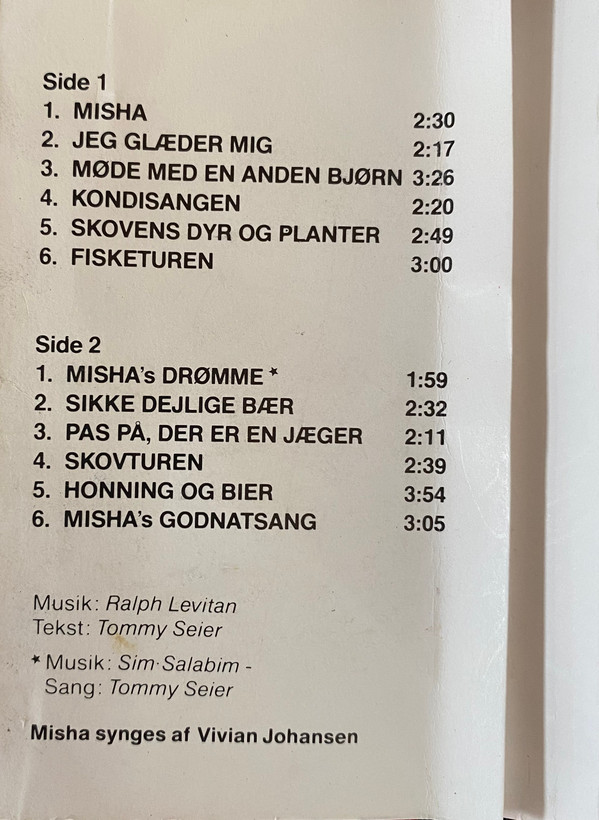 Side 1
1. MISHA 2:30
2. JEG GLÆDER MIG 2:17
3. MØDE MED EN ANDEN BJØRN 3:26
4. KONDISANGEN 2:20
5. SKOVENS DYR OG PLANTER 2:49
6. FISKETUREN 3:00
Side 2
1. MISHA's DRØMME * 1:59
2. SIKKE DEJLIGE BÆR 2:32
3. PAS PÅ, DER ER EN JÆGER 2:11
4. SKOVTUREN 2:39
5. HONNING OG BIER 3:54
6. MISHA's GODNATSANG 3:05
Musik: Ralph Levitan
Tekst: Tommy Seier
* Musik: Sim·Salabim -
Sang: Tommy Seier
Misha synges af Vivian Johansen